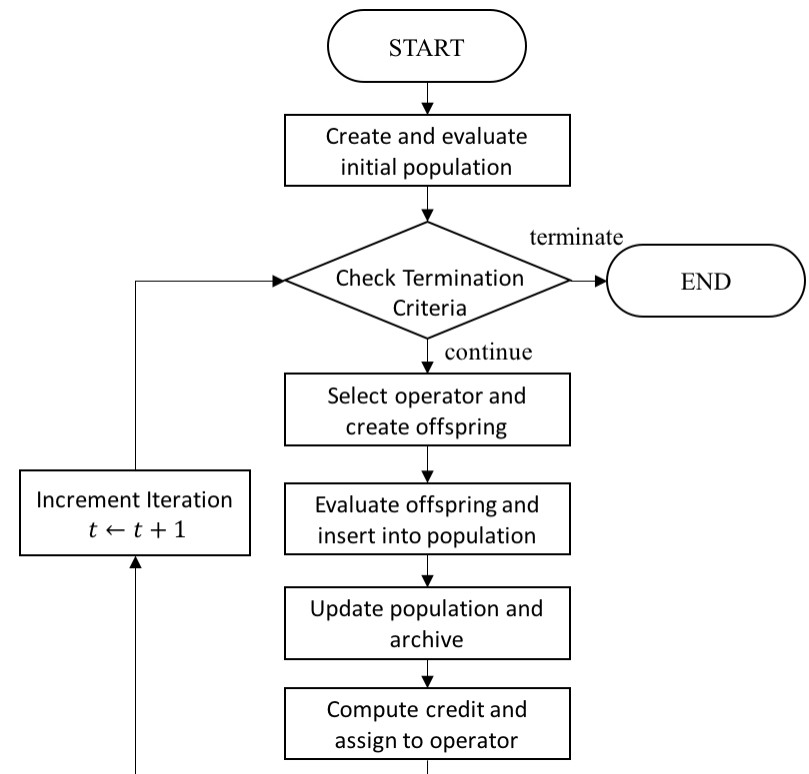 START
Create and evaluate
initial population
terminate
Check Termination
Criteria
END
continue
Select operator and
create offspring
Increment Iteration
t ← t + 1
Evaluate offspring and
insert into population
Update population and
archive
Compute credit and
assign to operator